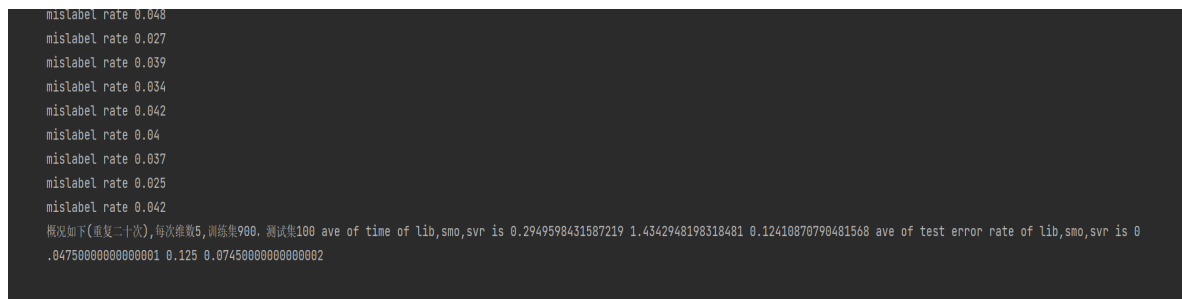 mislabel rate 0.048
mislabel rate 0.027
mislabel rate 0.039
mislabel rate 0.034
mislabel rate 0.042
mislabel rate 0.04
mislabel rate 0.037
mislabel rate 0.025
mislabel rate 0.042
概况如下(重复二十次),每次维数5,训练集900，测试集100 ave of time of lib,smo,svr is 0.2949598431587219 1.4342948198318481 0.12410870790481568 ave of test error rate of lib,smo,svr is 0
.04750000000000001 0.125 0.07450000000000002